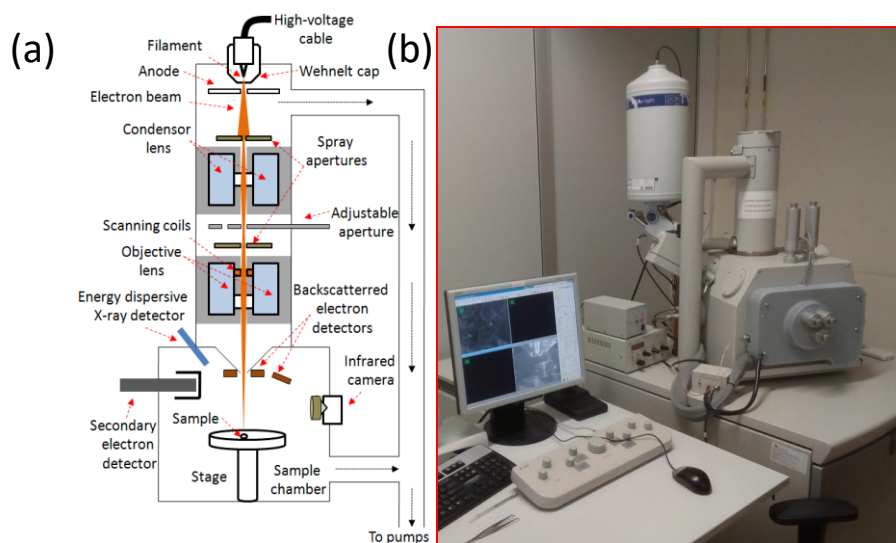 (a)
High-voltage
cable
Filament
Wehnelt cap
Anode
Electron beam
Condensor
lens
Spray
apertures
Scanning coils
Adjustable
aperture
Objective
lens
Energy dispersive
X-ray detector
Backscatterred
electron
detectors
Infrared
camera
Secondary
electron
detector
Sample
Stage
Sample
chamber
To pumps
(b)